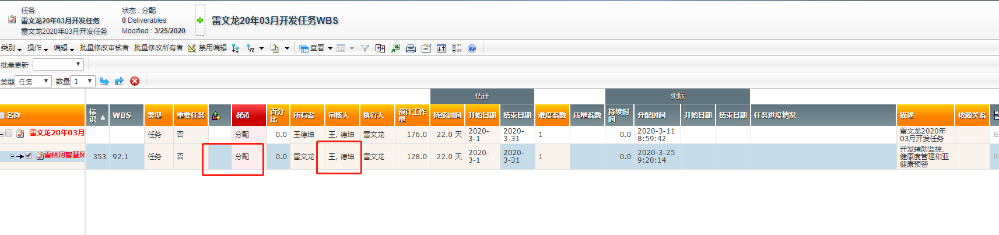 任务
雷文龙20年03月开发任务
雷文龙2020年03月开发任务
状态 : 分配
0 Deliverables
Modified : 3/25/2020
雷文龙20年03月开发任务WBS
类别 操作 编辑 批量修改审核者 批量修改所有者 禁用编辑 查看
批量更新
类型 任务 数量 1
估计 实际
名称 标识 WBS 类型 重要任务 状态 百分比 所有者 审核人 执行人 预计工作量 持续时间 开始日期 结束日期 难度系数 质量系数 持续时间 分配时间 开始日期 结束日期 任务进度情况 描述 依赖关系
雷文龙20年03月 任务 否 分配 0.0 王德坤 王, 德坤 雷文龙 176.0 22.0 天 2020-3-1 2020-3-31 1 0.0 2020-3-11 8:59:42 雷文龙2020年03月开发任务
霍林河智慧风 353 92.1 任务 否 分配 0.0 雷文龙 王, 德坤 雷文龙 128.0 22.0 天 2020-3-1 2020-3-31 1 0.0 2020-3-25 9:20:14 开发辅助监控、健康度管理和亚健康预警